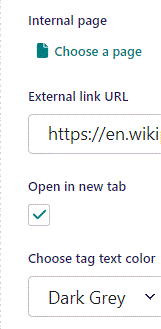 Internal page
Choose a page
External link URL
https://en.wikip
Open in new tab
Choose tag text color
Dark Grey